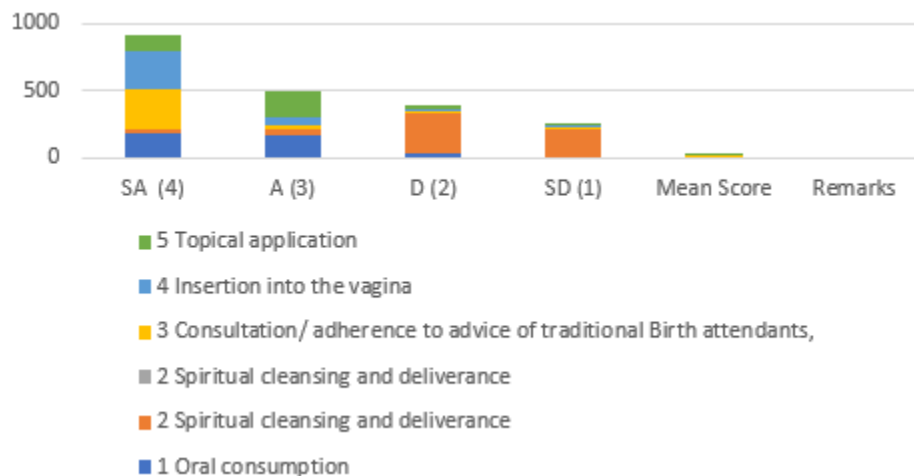 1000
500
0
SA (4) A (3) D (2) SD (1) Mean Score Remarks
5 Topical application
4 Insertion into the vagina
3 Consultation/ adherence to advice of traditional Birth attendants,
2 Spiritual cleansing and deliverance
2 Spiritual cleansing and deliverance
1 Oral consumption